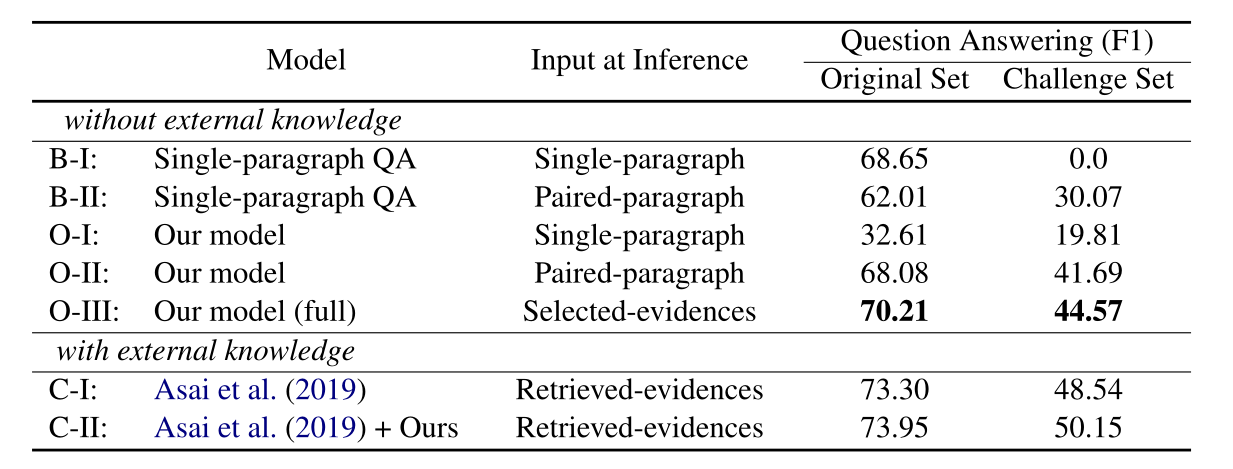 Model Input at Inference Question Answering (F1)
Original Set Challenge Set
without external knowledge
B-I: Single-paragraph QA Single-paragraph 68.65 0.0
B-II: Single-paragraph QA Paired-paragraph 62.01 30.07
O-I: Our model Single-paragraph 32.61 19.81
O-II: Our model Paired-paragraph 68.08 41.69
O-III: Our model (full) Selected-evidences 70.21 44.57
with external knowledge
C-I: Asai et al. (2019) Retrieved-evidences 73.30 48.54
C-II: Asai et al. (2019) + Ours Retrieved-evidences 73.95 50.15